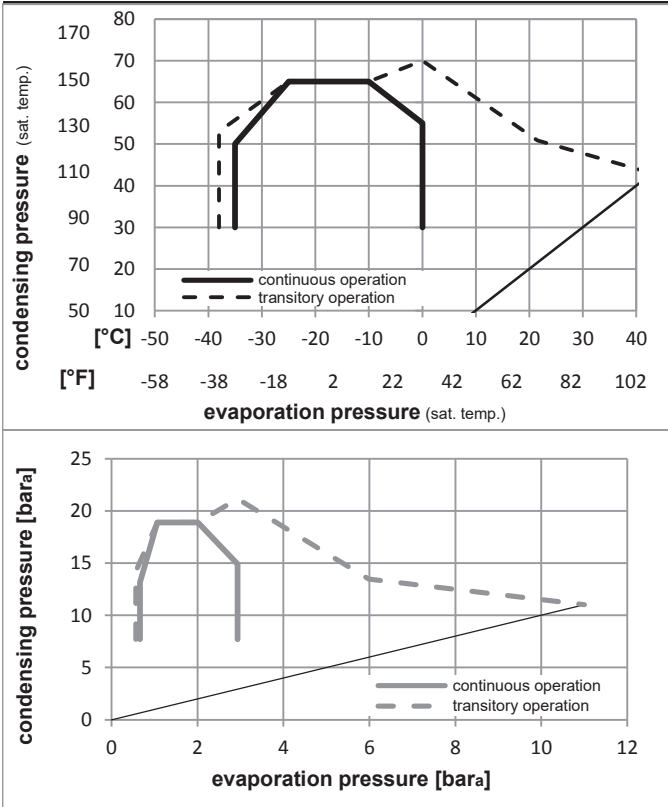 170 80
150 70
130 60
50
110 40
90 30
70 20
50 10
condensing pressure (sat. temp.)
continuous operation
transitory operation
[°C] -50 -40 -30 -20 -10 0 10 20 30 40
[°F] -58 -38 -18 2 22 42 62 82 102
evaporation pressure (sat. temp.)
25
20
15
10
5
0
condensing pressure [bara]
continuous operation
transitory operation
0 2 4 6 8 10 12
evaporation pressure [bara]